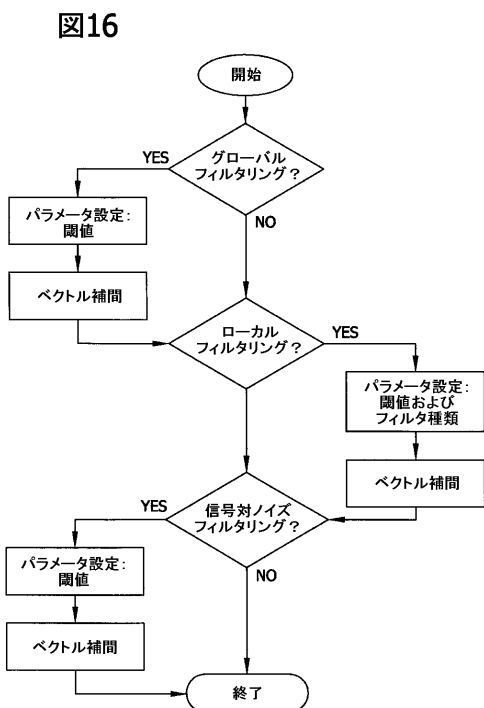 図16
開始
グローバル
フィルタリング？
YES
NO
パラメータ設定：
閾値
ベクトル補間
ローカル
フィルタリング？
YES
パラメータ設定：
閾値および
フィルタ種類
ベクトル補間
信号対ノイズ
フィルタリング？
YES
NO
パラメータ設定：
閾値
ベクトル補間
終了